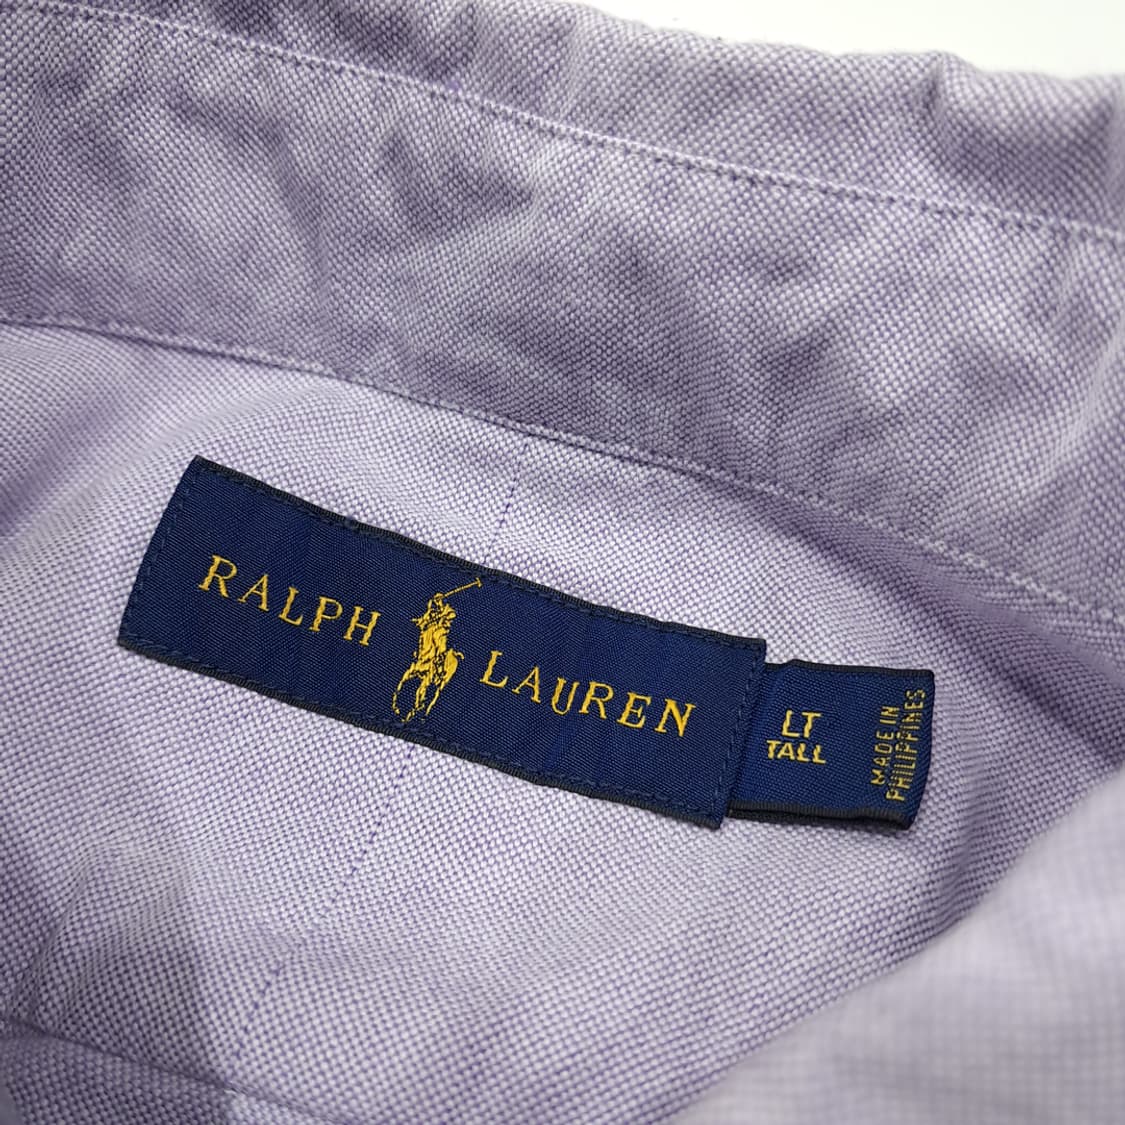 RALPH LAUREN
LT
TALL
MADE IN
PHILIPPINES